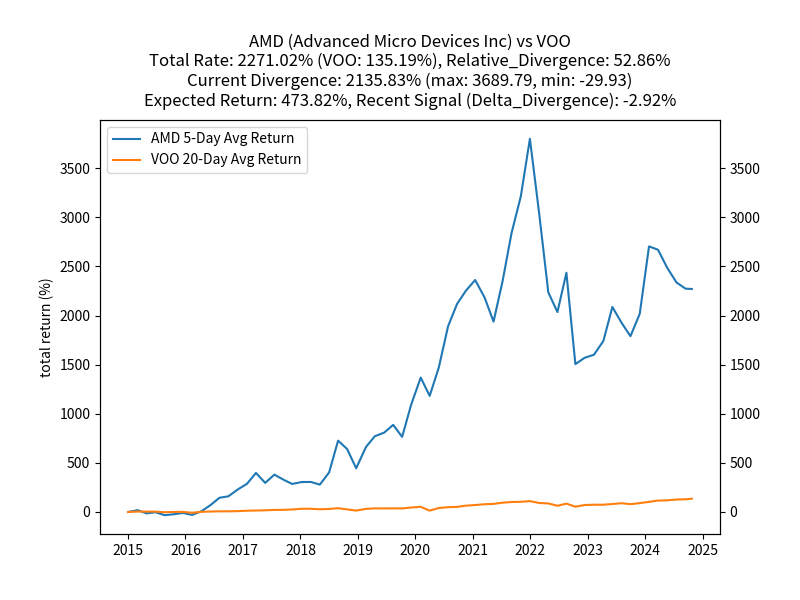 AMD (Advanced Micro Devices Inc) vs VOO
Total Rate: 2271.02% (VOO: 135.19%), Relative_Divergence: 52.86%
Current Divergence: 2135.83% (max: 3689.79, min: -29.93)
Expected Return: 473.82%, Recent Signal (Delta_Divergence): -2.92%
AMD 5-Day Avg Return
VOO 20-Day Avg Return
total return (%)
3500
3000
2500
2000
1500
1000
500
0
3500
3000
2500
2000
1500
1000
500
0
2015 2016 2017 2018 2019 2020 2021 2022 2023 2024 2025